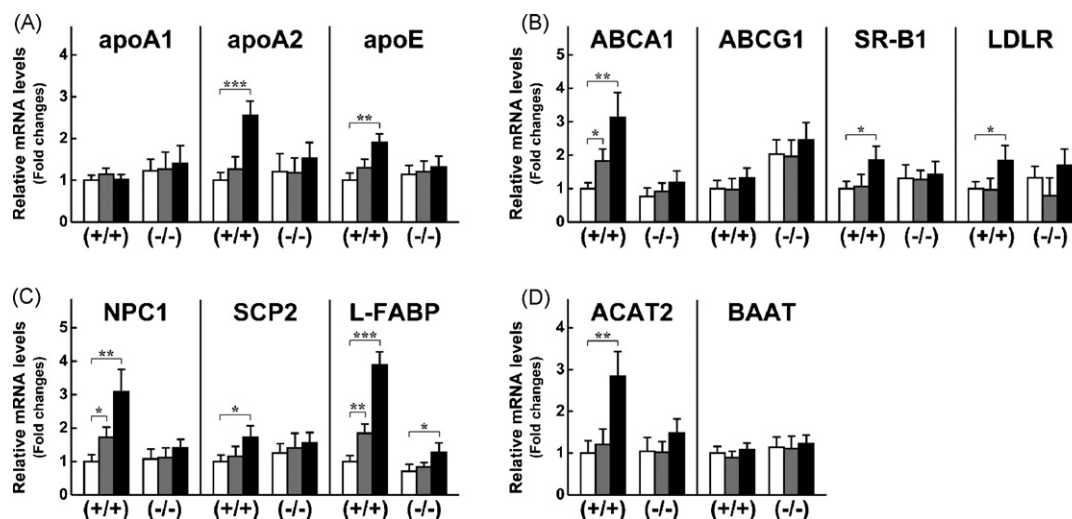 (A)
apoA1 apoA2 apoE
Relative mRNA levels
(Fold changes)
4
3
2
1
0
*** **
(+/+) (-/-) (+/+) (-/-) (+/+) (-/-)
(B)
ABCA1 ABCG1 SR-B1 LDLR
Relative mRNA levels
(Fold changes)
5
4
3
2
1
0
**
* * *
(+/+) (-/-) (+/+) (-/-) (+/+) (-/-) (+/+) (-/-)
(C)
NPC1 SCP2 L-FABP
Relative mRNA levels
(Fold changes)
5
4
3
2
1
0
** ***
* * ** *
(+/+) (-/-) (+/+) (-/-) (+/+) (-/-)
(D)
ACAT2 BAAT
Relative mRNA levels
(Fold changes)
4
3
2
1
0
**
(+/+) (-/-) (+/+) (-/-)